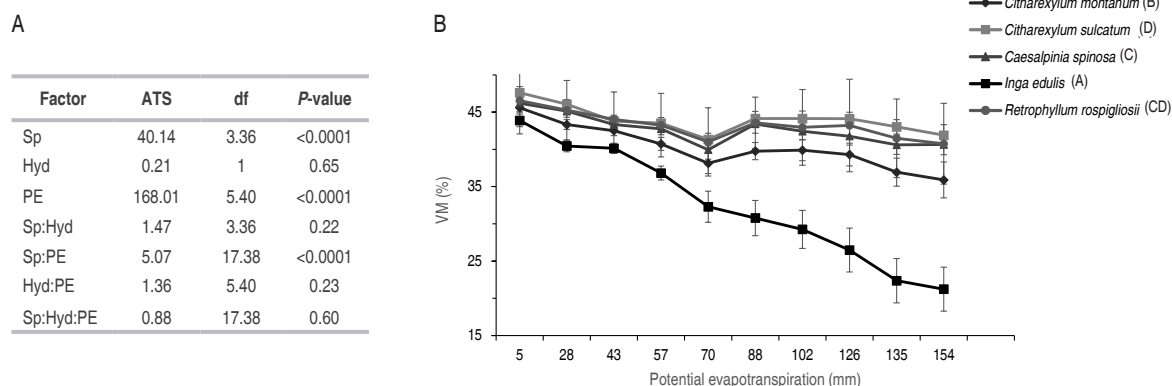 A
Factor ATS df P-value
Sp 40.14 3.36 <0.0001
Hyd 0.21 1 0.65
PE 168.01 5.40 <0.0001
Sp:Hyd 1.47 3.36 0.22
Sp:PE 5.07 17.38 <0.0001
Hyd:PE 1.36 5.40 0.23
Sp:Hyd:PE 0.88 17.38 0.60
B
Citharexylum montanum (B)
Citharexylum sulcatum (D)
Caesalpinia spinosa (C)
Inga edulis (A)
Retrophyllum rospigliosii (CD)
VM (%)
45
35
25
15
5 28 43 57 70 88 102 126 135 154
Potential evapotranspiration (mm)